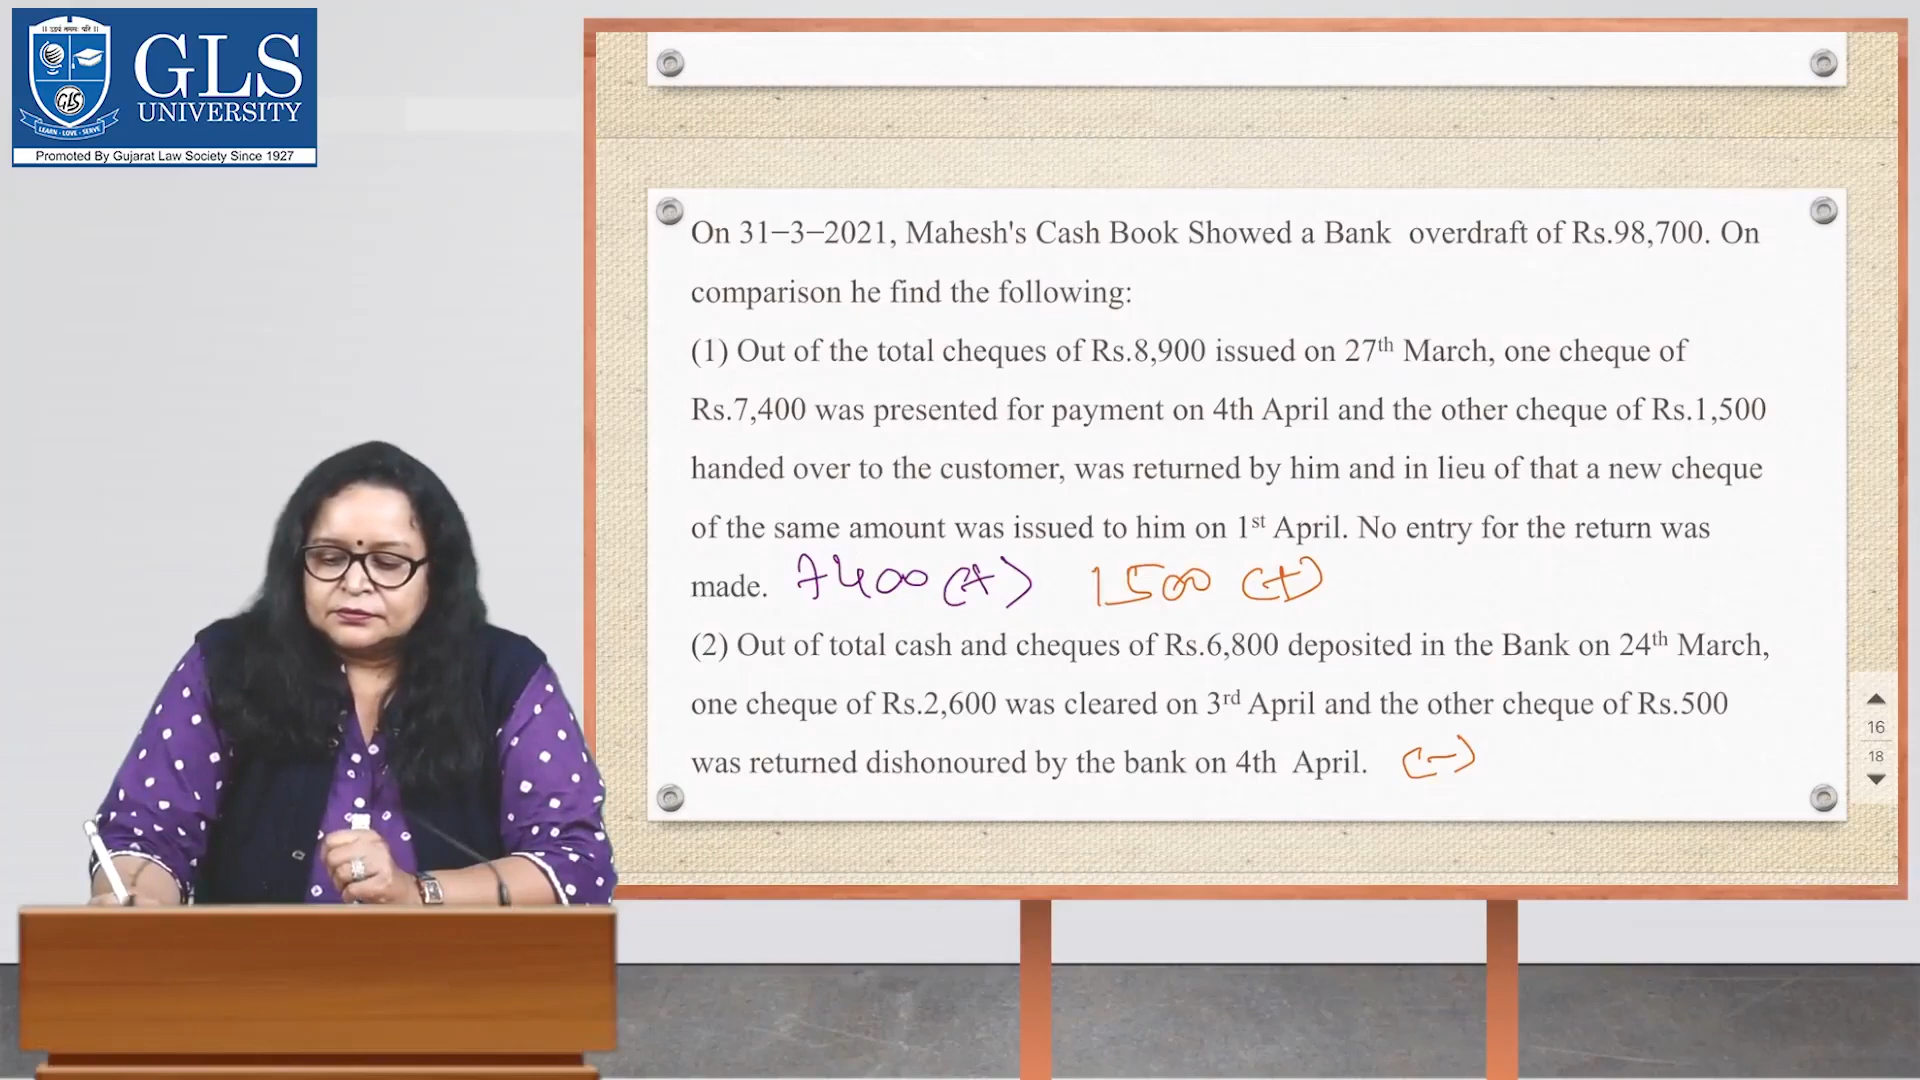 ॥ उद्यमः नमामः परि ॥
GLS
LEARN - LOVE - SERVE
GLS
UNIVERSITY
Promoted By Gujarat Law Society Since 1927
On 31–3–2021, Mahesh's Cash Book Showed a Bank overdraft of Rs.98,700. On
comparison he find the following:
(1) Out of the total cheques of Rs.8,900 issued on 27th March, one cheque of
Rs.7,400 was presented for payment on 4th April and the other cheque of Rs.1,500
handed over to the customer, was returned by him and in lieu of that a new cheque
of the same amount was issued to him on 1st April. No entry for the return was
made. 7400 (+) 1500 (+)
(2) Out of total cash and cheques of Rs.6,800 deposited in the Bank on 24th March,
one cheque of Rs.2,600 was cleared on 3rd April and the other cheque of Rs.500
was returned dishonoured by the bank on 4th April. (-)
16
18